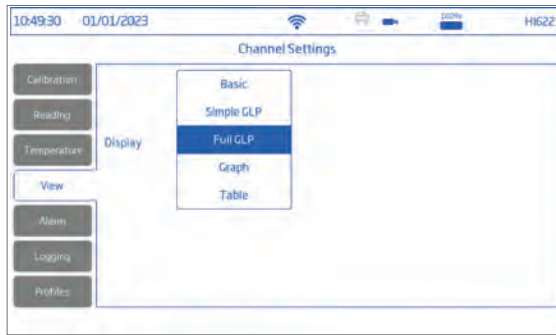 10:49:30 01/01/2023 100% HI622
Channel Settings
Calibration
Reading
Temperature
View
Alarm
Logging
Profiles
Display
Basic
Simple GLP
Full GLP
Graph
Table